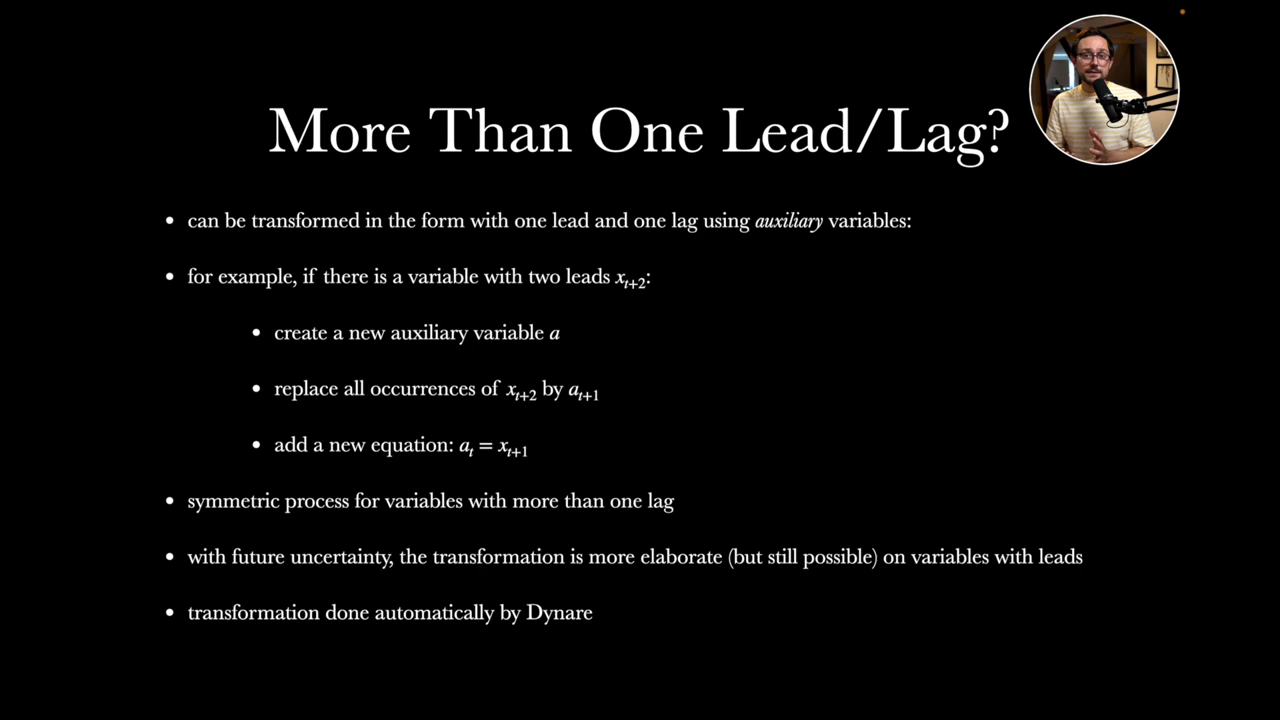 More Than One Lead/Lag?
• can be transformed in the form with one lead and one lag using auxiliary variables:
• for example, if there is a variable with two leads xₜ₊₂:
• create a new auxiliary variable a
• replace all occurrences of xₜ₊₂ by aₜ₊₁
• add a new equation: aₜ = xₜ₊₁
• symmetric process for variables with more than one lag
• with future uncertainty, the transformation is more elaborate (but still possible) on variables with leads
• transformation done automatically by Dynare